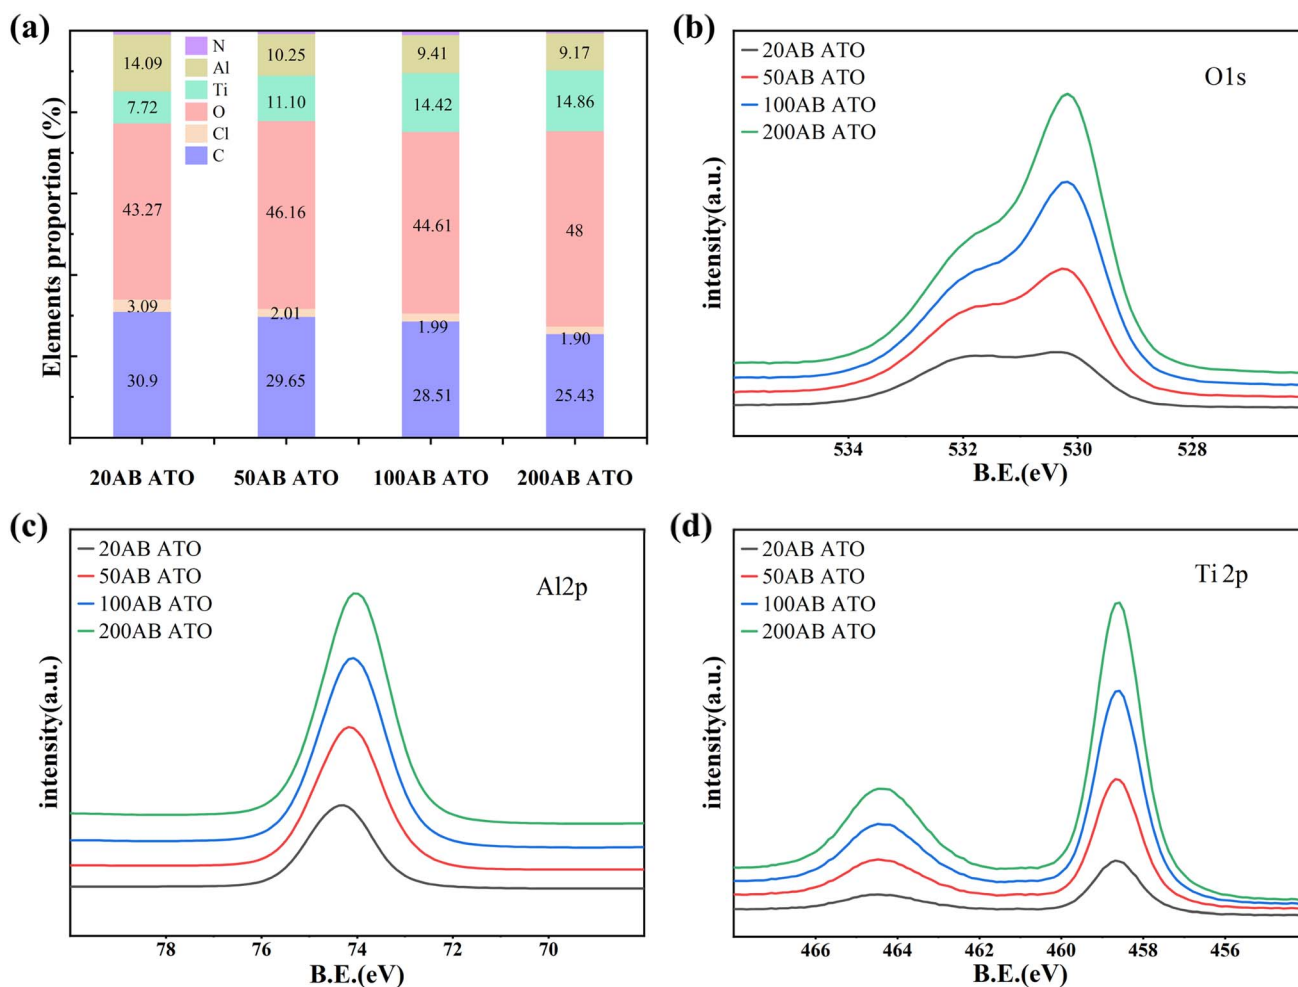 (a)
Elements proportion (%)
N
Al
Ti
O
Cl
C
14.09
7.72
43.27
3.09
30.9
10.25
11.10
46.16
2.01
29.65
9.41
14.42
44.61
1.99
28.51
9.17
14.86
48
1.90
25.43
20AB ATO
50AB ATO
100AB ATO
200AB ATO
(b)
intensity(a.u.)
20AB ATO
50AB ATO
100AB ATO
200AB ATO
O1s
534
532
530
528
B.E.(eV)
(c)
intensity(a.u.)
20AB ATO
50AB ATO
100AB ATO
200AB ATO
Al2p
78
76
74
72
70
B.E.(eV)
(d)
intensity(a.u.)
20AB ATO
50AB ATO
100AB ATO
200AB ATO
Ti 2p
466
464
462
460
458
456
B.E.(eV)